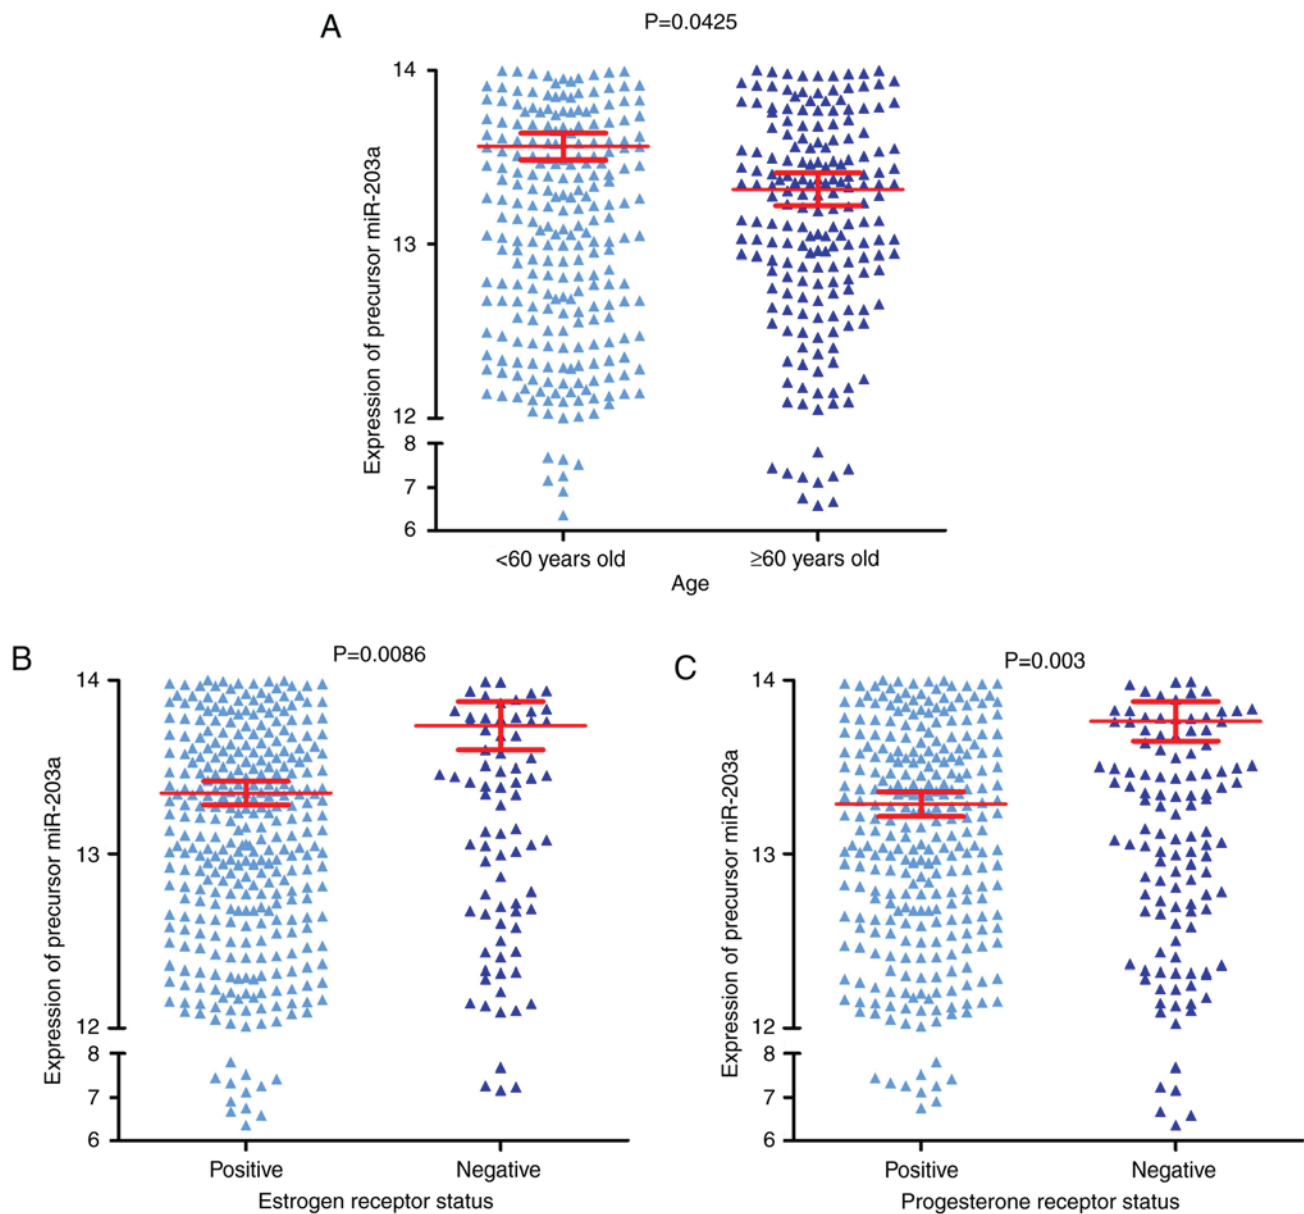 A
P=0.0425
Expression of precursor miR-203a
14
13
12
8
7
6
<60 years old
≥60 years old
Age
B
P=0.0086
Expression of precursor miR-203a
14
13
12
8
7
6
Positive
Negative
Estrogen receptor status
C
P=0.003
Expression of precursor miR-203a
14
13
12
8
7
6
Positive
Negative
Progesterone receptor status